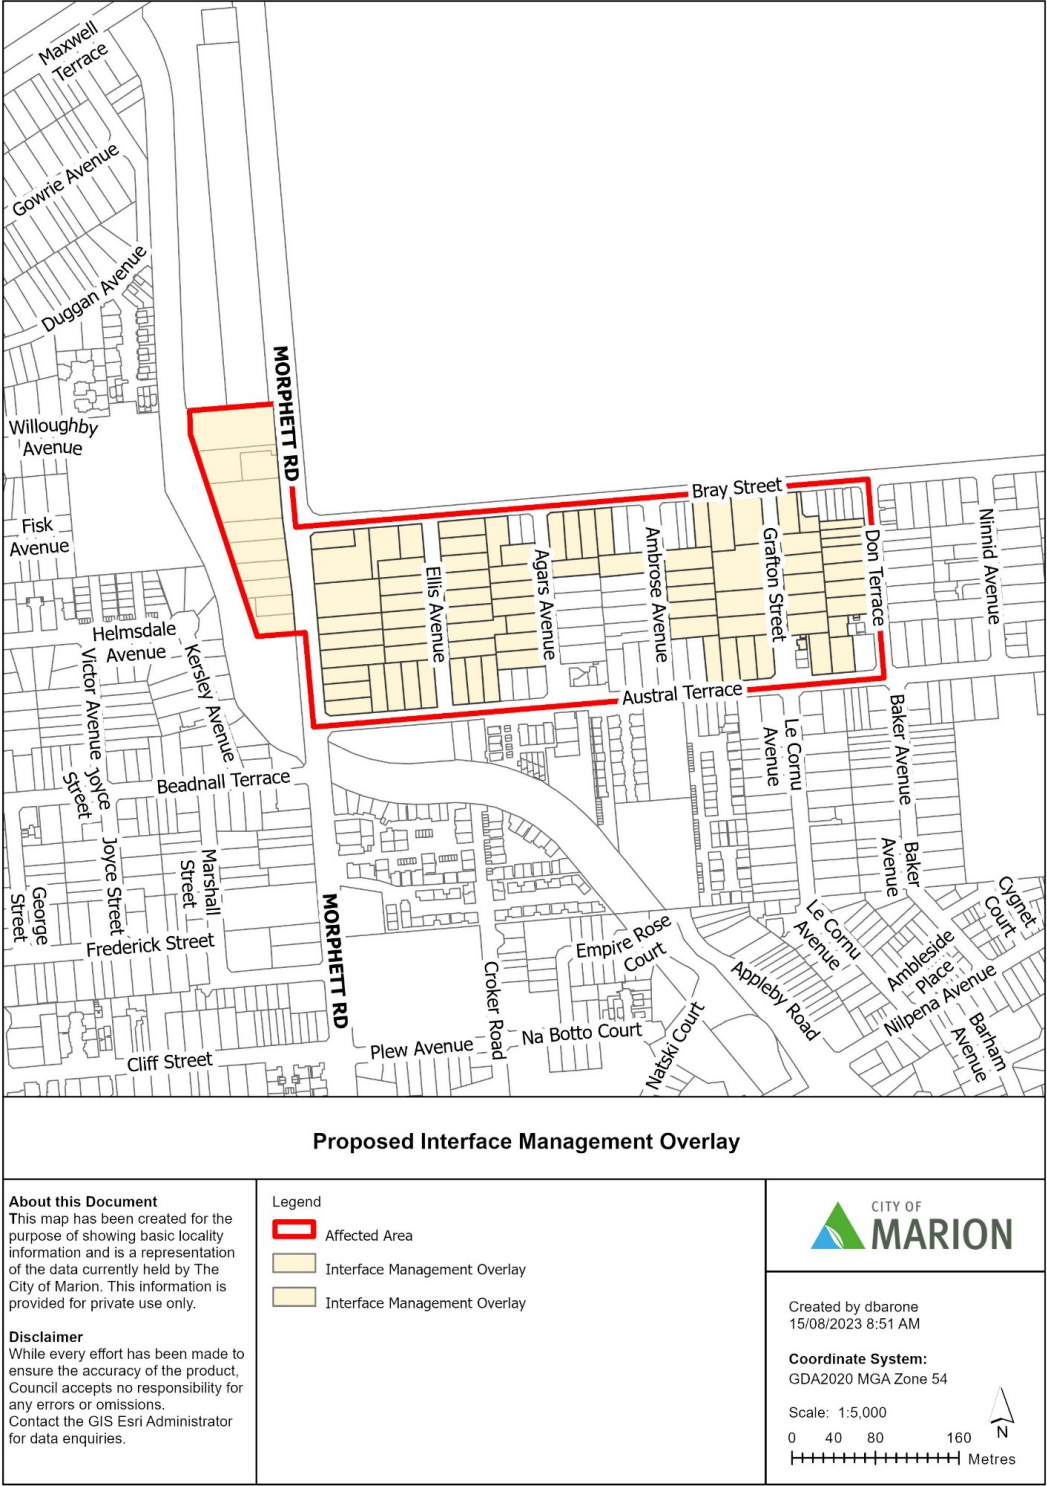 Maxwell
Terrace
Gowrie Avenue
Duggan Avenue
MORPHETT RD
Willoughby
Avenue
Bray Street
Fisk
Avenue
Ninnid Avenue
Don Terrace
Grafton Street
Ambrose Avenue
Agars Avenue
Ellis Avenue
Helmsdale
Avenue
Victor Avenue
Kersley Avenue
Austral Terrace
Baker Avenue
Le Cornu
Avenue
Joyce
Street
Beadnall Terrace
Joyce Street
Marshall
Street
Baker
Avenue
George
Street
MORPHETT RD
Cygnet
Court
Le Cornu
Avenue
Frederick Street
Empire Rose
Court
Ambleside
Place
Appleby Road
Nilpena Avenue
Croker Road
Na Botto Court
Natski Court
Barham
Avenue
Plew Avenue
Cliff Street
Proposed Interface Management Overlay
About this Document
This map has been created for the
purpose of showing basic locality
information and is a representation
of the data currently held by The
City of Marion. This information is
provided for private use only.
Disclaimer
While every effort has been made to
ensure the accuracy of the product,
Council accepts no responsibility for
any errors or omissions.
Contact the GIS Esri Administrator
for data enquiries.
Legend
Affected Area
Interface Management Overlay
Interface Management Overlay
CITY OF
MARION
Created by dbarone
15/08/2023 8:51 AM
Coordinate System:
GDA2020 MGA Zone 54
Scale: 1:5,000
N
0 40 80 160
Metres